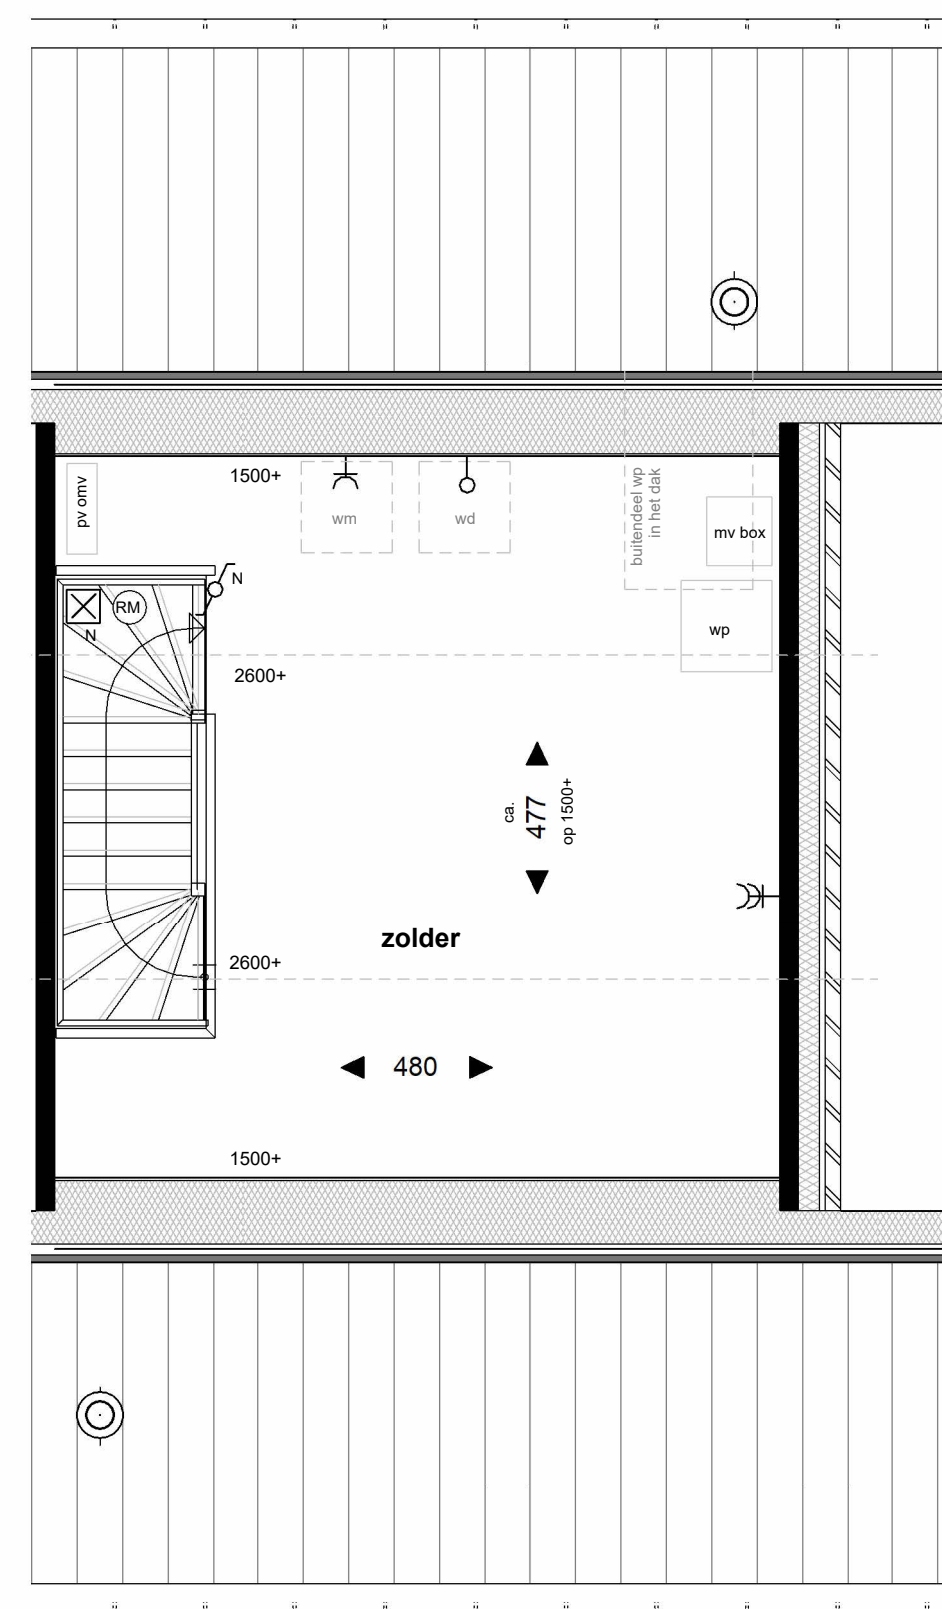 1500+
pv omv
wm
wd
buitendeel wp
in het dak
mv box
N
RM
N
wp
2600+
ca.
477
op 1500+
zolder
2600+
480
1500+